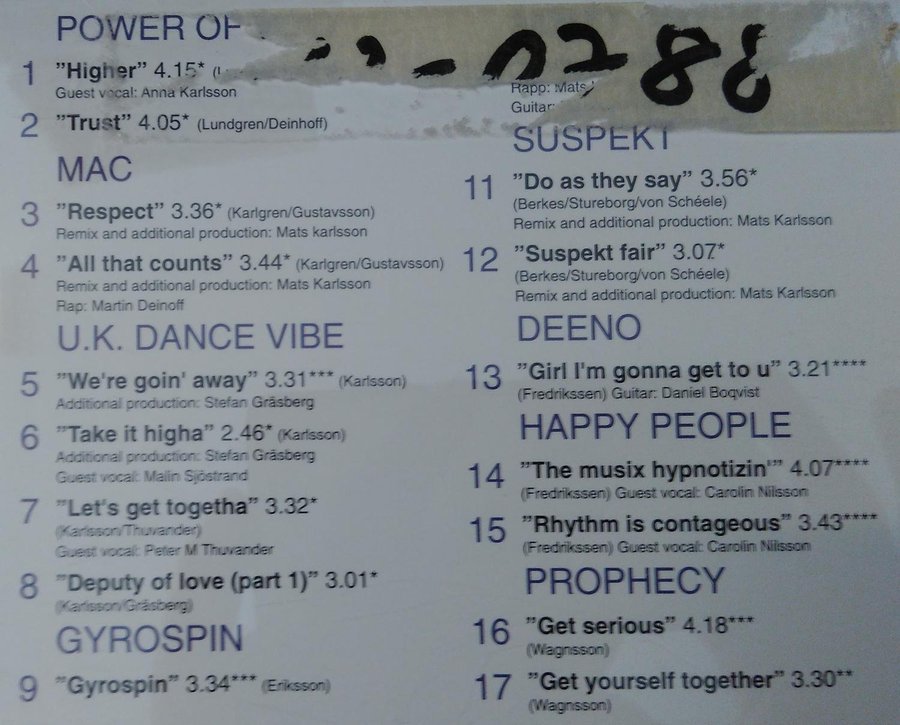 POWER OF
1 "Higher" 4.15*
Guest vocal: Anna Karlsson
2 "Trust" 4.05* (Lundgren/Deinhoff)
MAC
3 "Respect" 3.36* (Karlgren/Gustavsson)
Remix and additional production: Mats karlsson
4 "All that counts" 3.44* (Karlgren/Gustavsson)
Remix and additional production: Mats Karlsson
Rap: Martin Deinoff
U.K. DANCE VIBE
5 "We're goin' away" 3.31*** (Karlsson)
Additional production: Stefan Gräsberg
6 "Take it higha" 2.46* (Karlsson)
Additional production: Stefan Gräsberg
Guest vocal: Malin Sjöstrand
7 "Let's get togetha" 3.32*
(Karlsson/Thuvander)
Guest vocal: Peter M Thuvander
8 "Deputy of love (part 1)" 3.01*
(Karlsson/Gräsberg)
GYROSPIN
9 "Gyrospin" 3.34*** (Eriksson)
0288
Rapp: Mats
Guitar:
SUSPEKT
11 "Do as they say" 3.56*
(Berkes/Stureborg/von Schéele)
Remix and additional production: Mats Karlsson
12 "Suspekt fair" 3.07*
(Berkes/Stureborg/von Schéele)
Remix and additional production: Mats Karlsson
DEENO
13 "Girl I'm gonna get to u" 3.21****
(Fredrikssen) Guitar: Daniel Boqvist
HAPPY PEOPLE
14 "The musix hypnotizin'" 4.07****
(Fredrikssen) Guest vocal: Carolin Nilsson
15 "Rhythm is contageous" 3.43****
(Fredrikssen) Guest vocal: Carolin Nilsson
PROPHECY
16 "Get serious" 4.18***
(Wagnsson)
17 "Get yourself together" 3.30**
(Wagnsson)